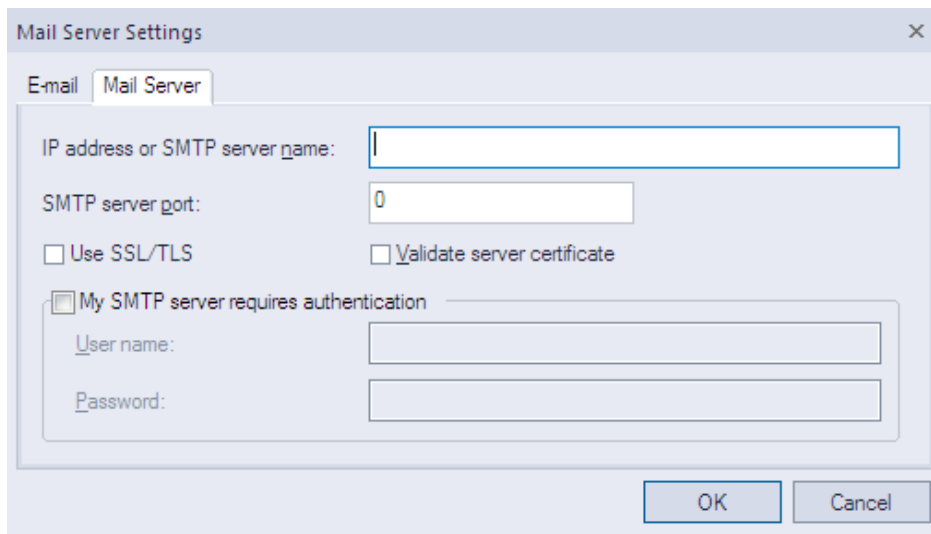 Mail Server Settings
E-mail Mail Server
IP address or SMTP server name:
SMTP server port: 0
Use SSL/TLS Validate server certificate
My SMTP server requires authentication
User name:
Password:
OK Cancel